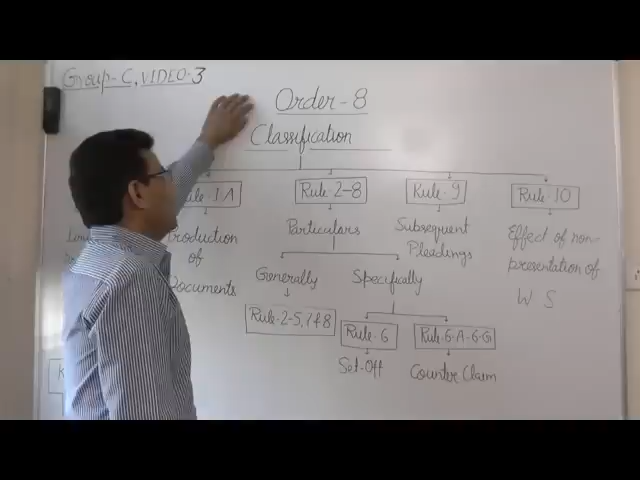 Group-C, VIDEO-3
Order-8
Classification
Rule-1A
Rule-2-8
Rule-9
Rule-10
Production
of
Documents
Particulars
Subsequent
Pleadings
Effect of non-
presentation of
W S
Generally
Specifically
Rule-2-5,7&8
Rule-6
Rule-6-A-6-G
Set-Off
Counter Claim